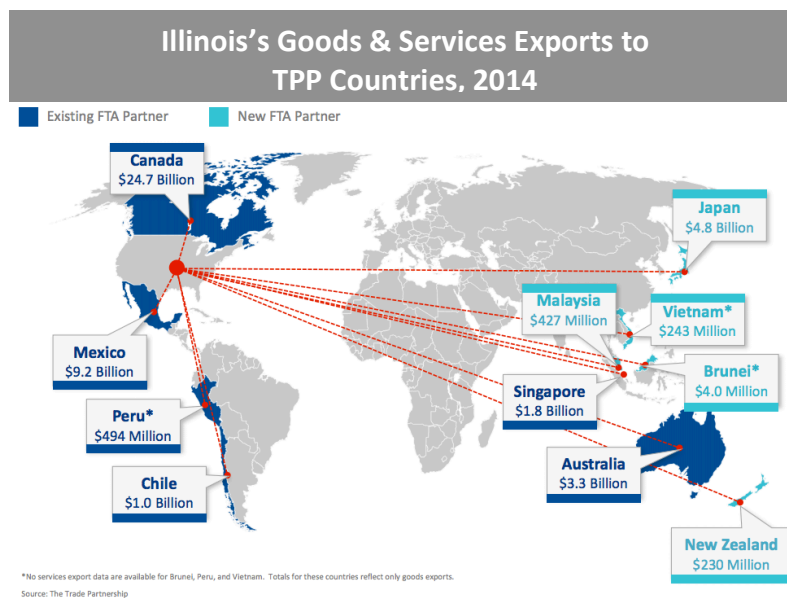 Illinois's Goods & Services Exports to
TPP Countries, 2014
Existing FTA Partner
New FTA Partner
Canada
$24.7 Billion
Japan
$4.8 Billion
Malaysia
$427 Million
Vietnam*
$243 Million
Mexico
$9.2 Billion
Brunei*
$4.0 Million
Singapore
$1.8 Billion
Peru*
$494 Million
Australia
$3.3 Billion
Chile
$1.0 Billion
New Zealand
$230 Million
*No services export data are available for Brunei, Peru, and Vietnam. Totals for these countries reflect only goods exports.
Source: The Trade Partnership